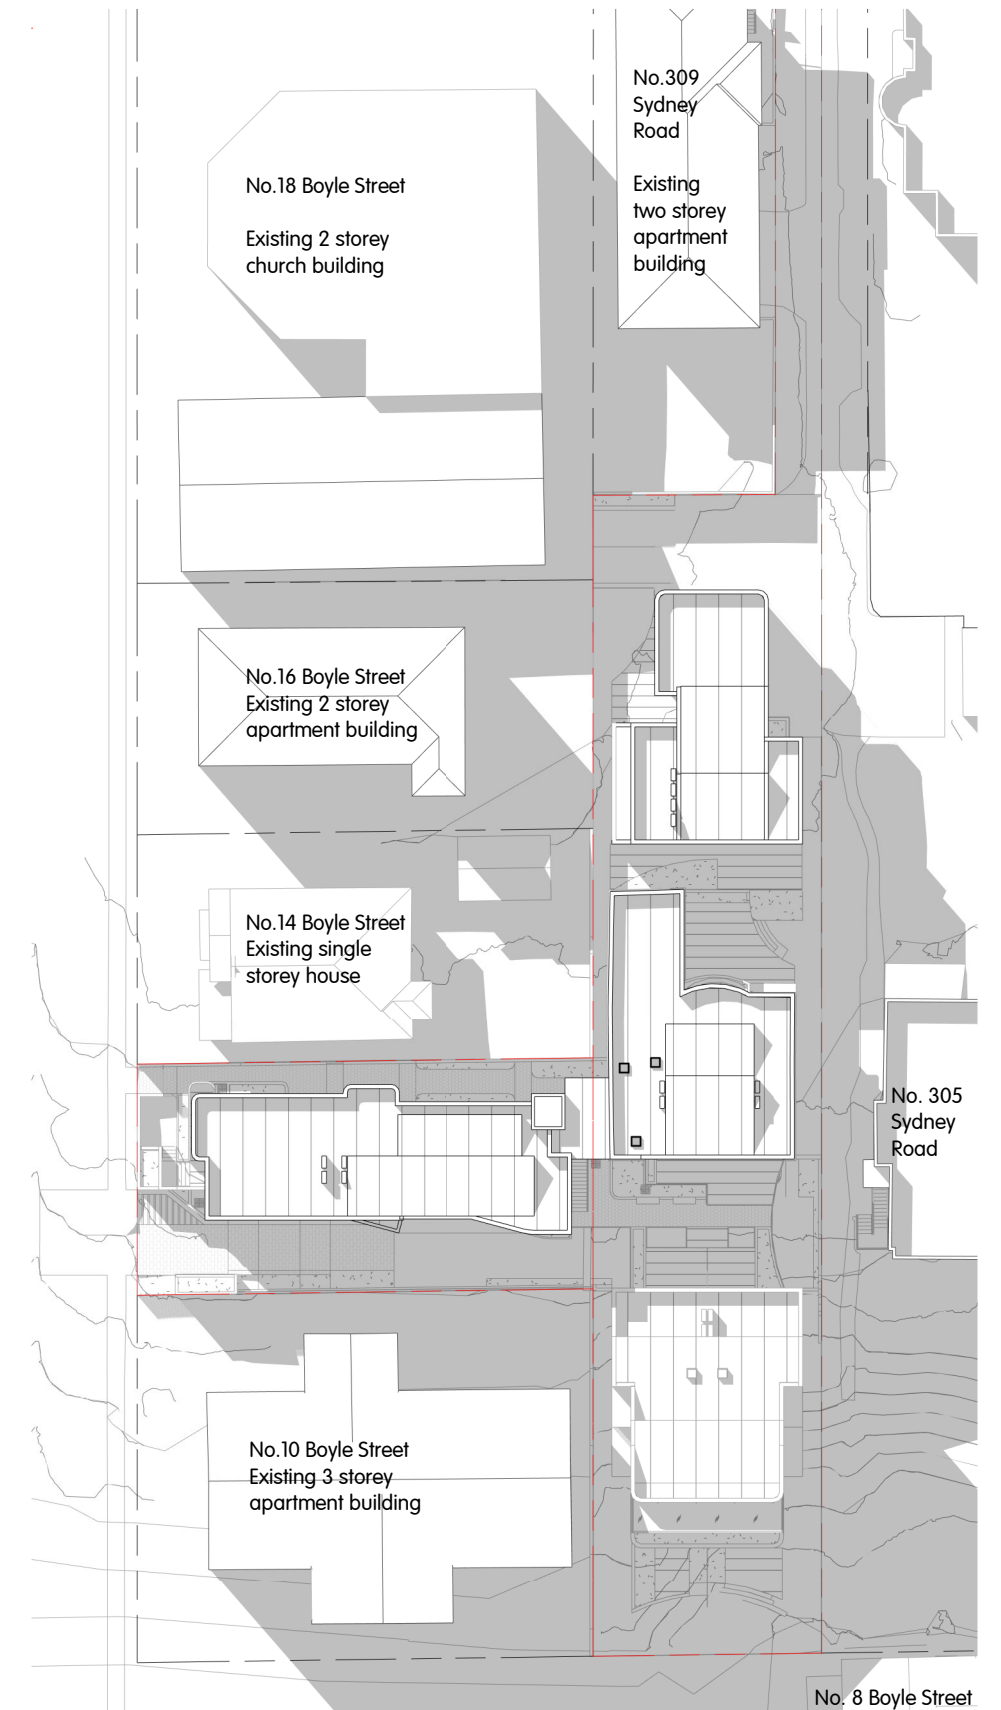 No.309
Sydney
Road
Existing
two storey
apartment
building
No.18 Boyle Street
Existing 2 storey
church building
No.16 Boyle Street
Existing 2 storey
apartment building
No.14 Boyle Street
Existing single
storey house
No. 305
Sydney
Road
No.10 Boyle Street
Existing 3 storey
apartment building
No. 8 Boyle Street